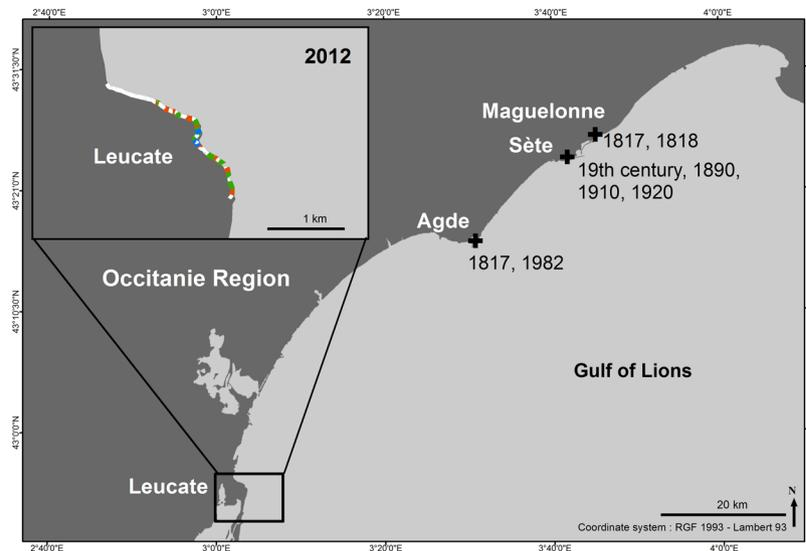 2°40'0"E
3°0'0"E
3°20'0"E
3°40'0"E
4°0'0"E
43°31'30"N
43°21'0"N
43°10'30"N
43°0'0"N
2012
Leucate
1 km
Maguelonne
1817, 1818
Sète
19th century, 1890,
1910, 1920
Agde
1817, 1982
Occitanie Region
Gulf of Lions
Leucate
20 km
N
Coordinate system : RGF 1993 - Lambert 93
2°40'0"E
3°0'0"E
3°20'0"E
3°40'0"E
4°0'0"E